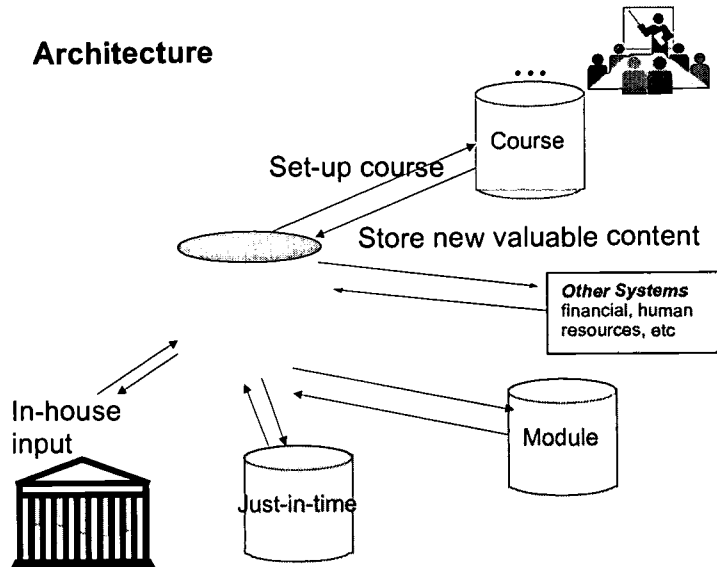 Architecture
...
Course
Set-up course
Store new valuable content
Other Systems
financial, human
resources, etc
In-house
input
Module
Just-in-time